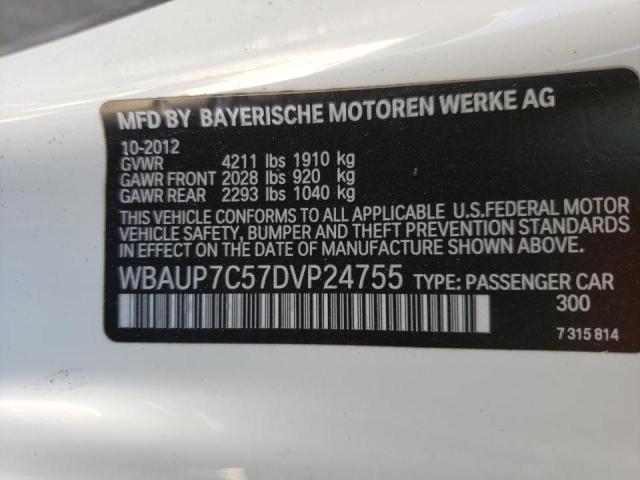 MFD BY BAYERISCHE MOTOREN WERKE AG
10-2012
GVWR 4211 lbs 1910 kg
GAWR FRONT 2028 lbs 920 kg
GAWR REAR 2293 lbs 1040 kg
THIS VEHICLE CONFORMS TO ALL APPLICABLE U.S.FEDERAL MOTOR
VEHICLE SAFETY, BUMPER AND THEFT PREVENTION STANDARDS
IN EFFECT ON THE DATE OF MANUFACTURE SHOWN ABOVE.
WBAUP7C57DVP24755 TYPE: PASSENGER CAR
300
7 315 814